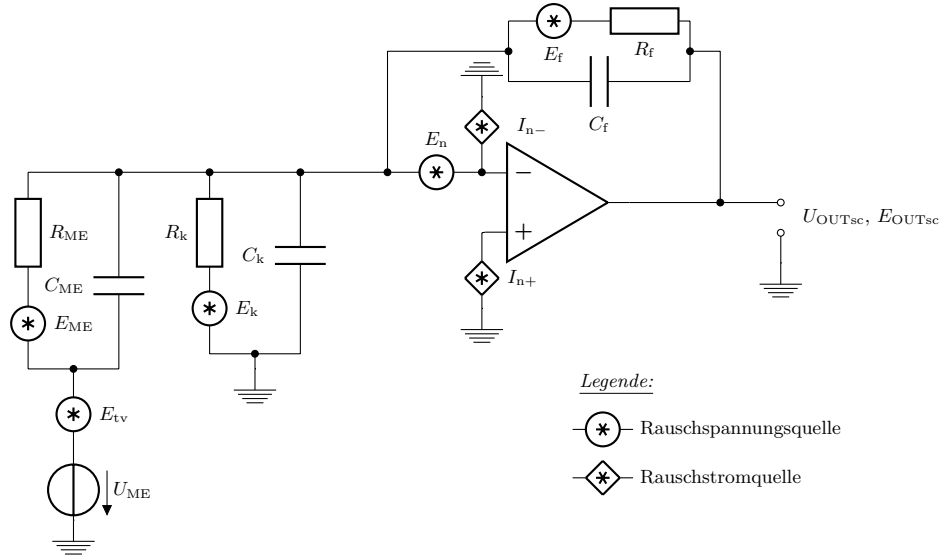 E_f
R_f
C_f
I_n−
E_n
−
+
U_OUTsc, E_OUTsc
R_ME
R_k
C_k
C_ME
I_n+
E_k
E_ME
E_tv
U_ME
Legende:
Rauschspannungsquelle
Rauschstromquelle